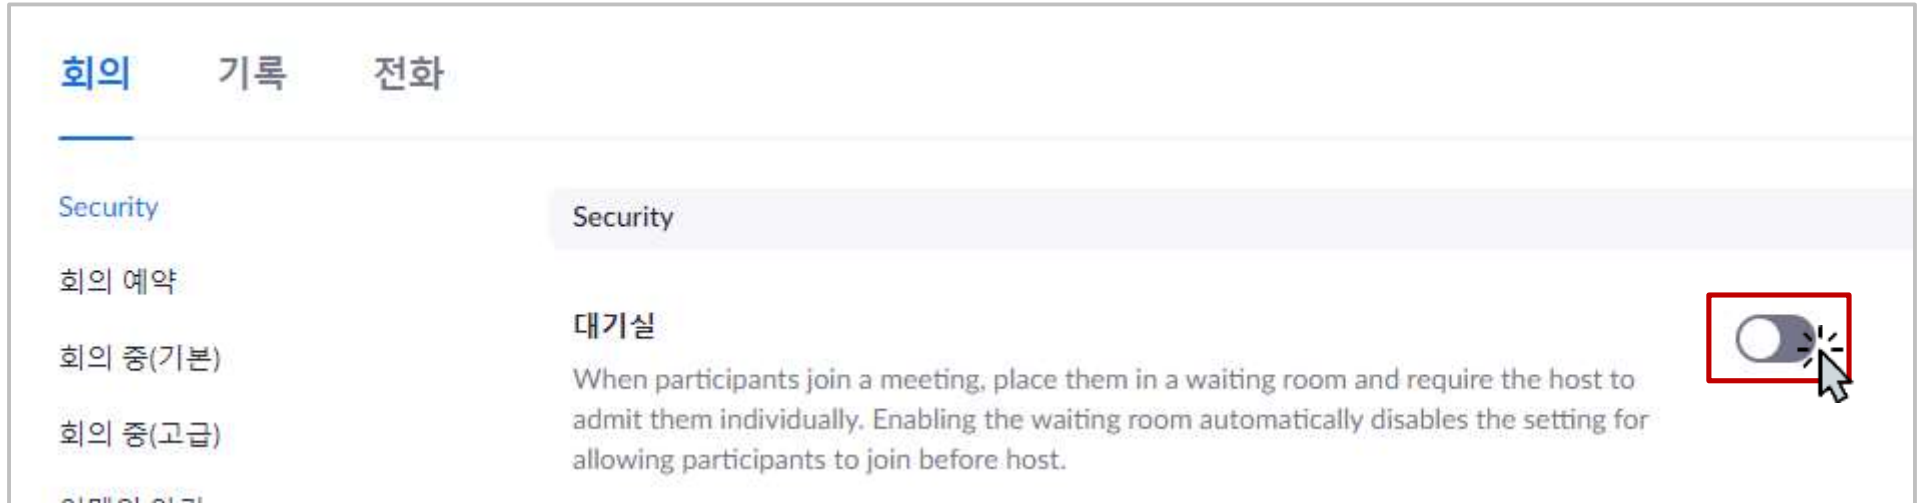 회의 기록 전화
Security
회의 예약
회의 중(기본)
회의 중(고급)
Security
대기실
When participants join a meeting, place them in a waiting room and require the host to
admit them individually. Enabling the waiting room automatically disables the setting for
allowing participants to join before host.